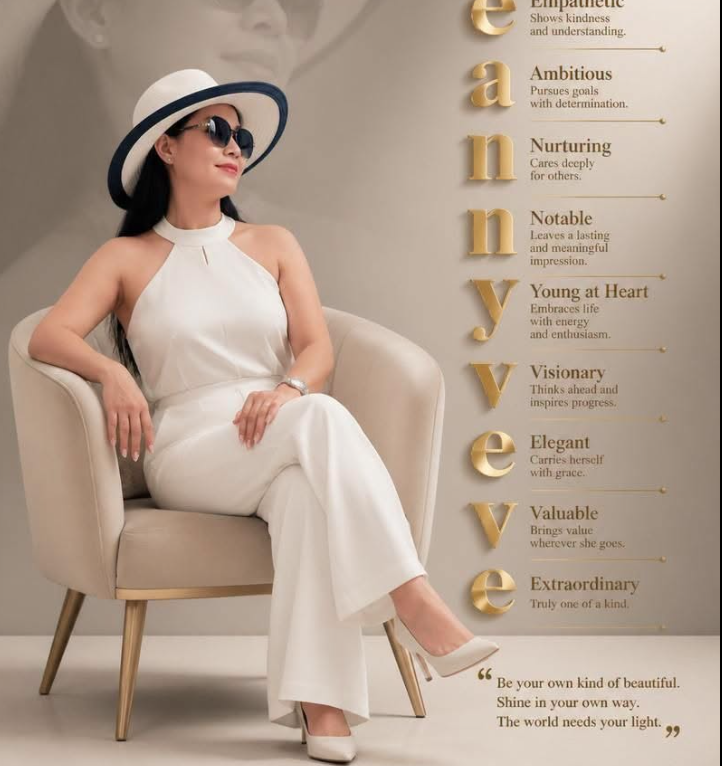 e
Empathetic
Shows kindness
and understanding.
a
Ambitious
Pursues goals
with determination.
n
Nurturing
Cares deeply
for others.
n
Notable
Leaves a lasting
and meaningful
impression.
y
Young at Heart
Embraces life
with energy
and enthusiasm.
v
Visionary
Thinks ahead and
inspires progress.
e
Elegant
Carries herself
with grace.
v
Valuable
Brings value
wherever she goes.
e
Extraordinary
Truly one of a kind.
“ Be your own kind of beautiful.
Shine in your own way.
The world needs your light. ”